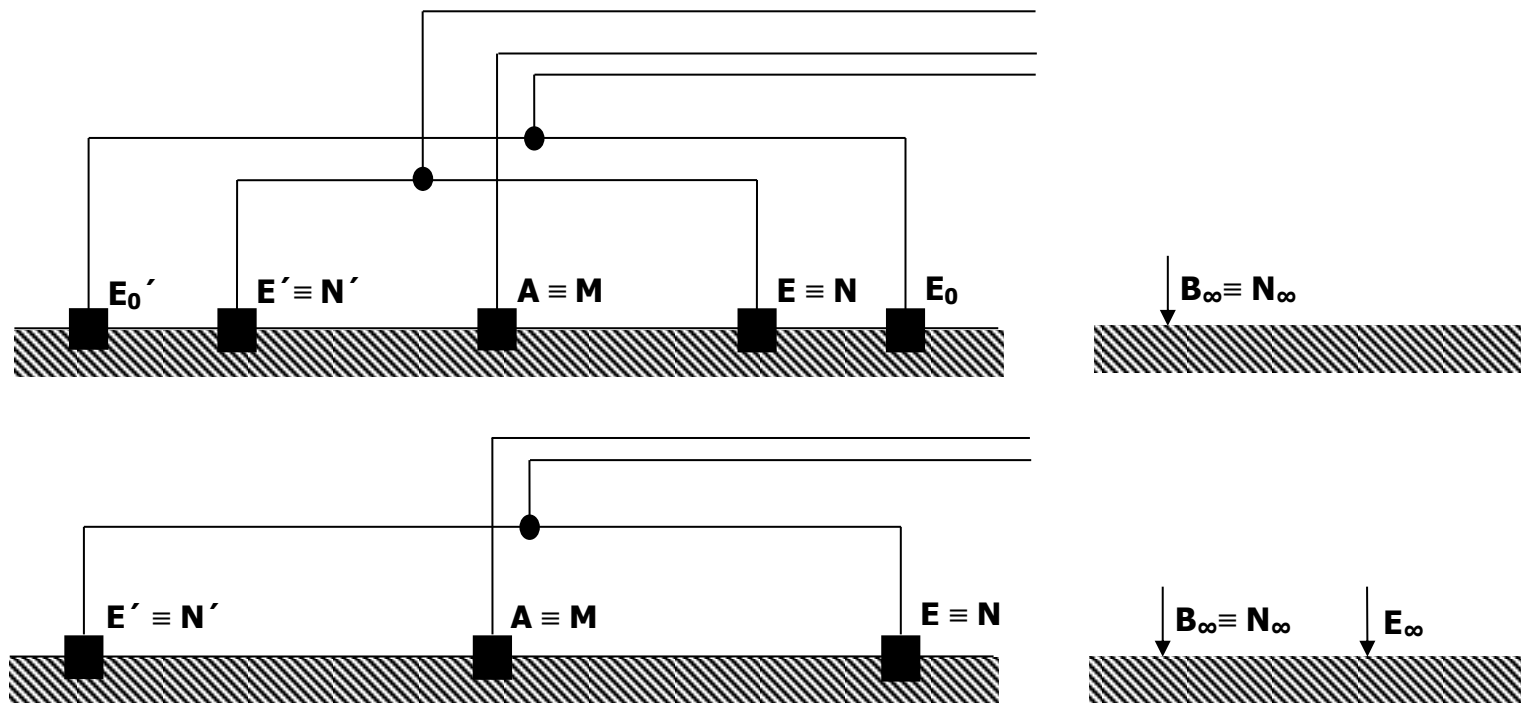 E₀´ E´≡ N´ A ≡ M E ≡ N E₀ B∞≡ N∞
E´ ≡ N´ A ≡ M E ≡ N B∞≡ N∞ E∞